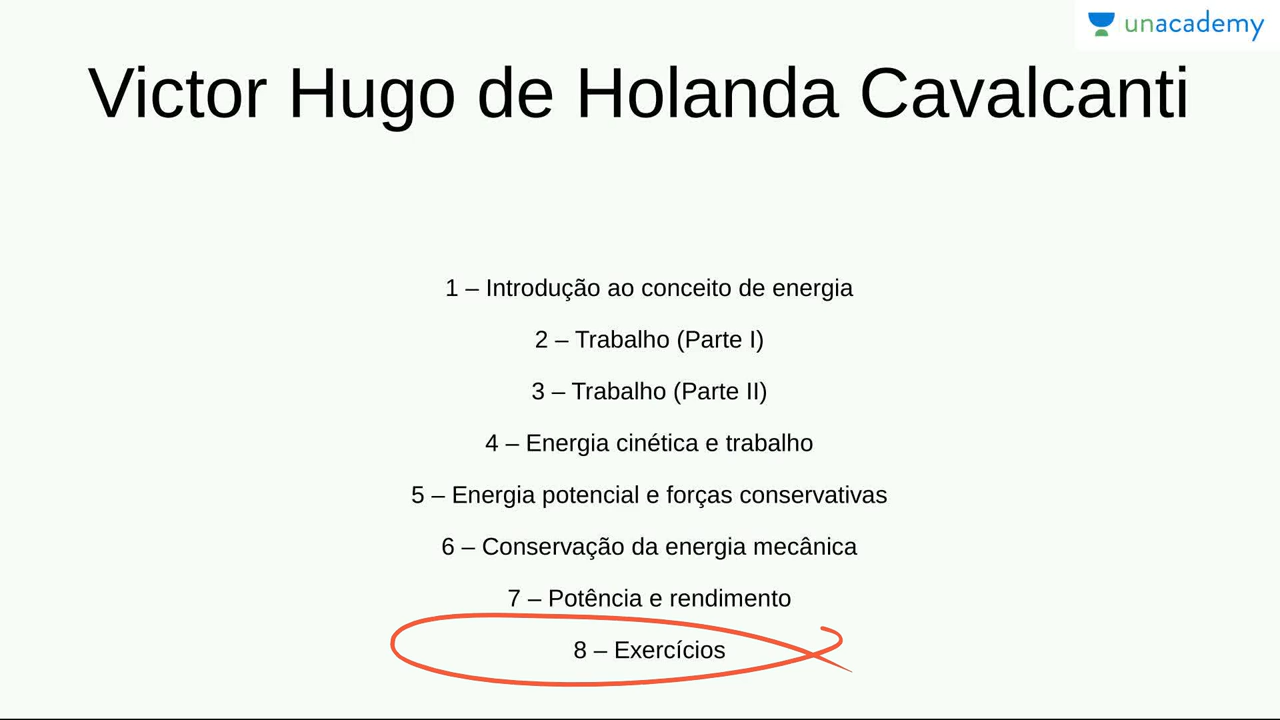 unacademy
Victor Hugo de Holanda Cavalcanti
1 – Introdução ao conceito de energia
2 – Trabalho (Parte I)
3 – Trabalho (Parte II)
4 – Energia cinética e trabalho
5 – Energia potencial e forças conservativas
6 – Conservação da energia mecânica
7 – Potência e rendimento
8 – Exercícios